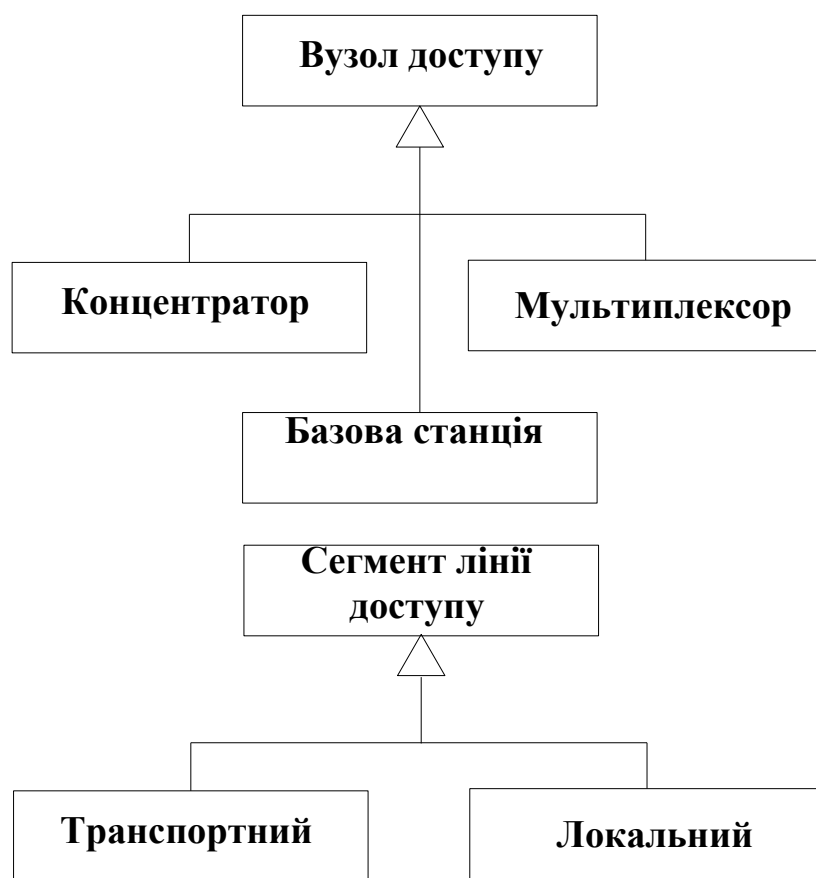 Вузол доступу
Концентратор
Мультиплексор
Базова станція
Сегмент лінії
доступу
Транспортний
Локальний